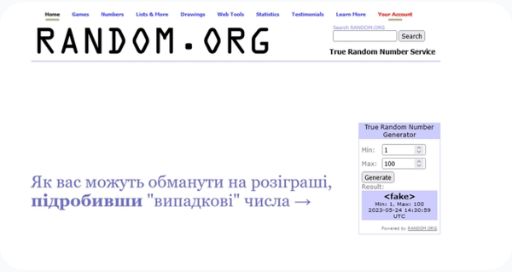 Home Games Numbers Lists & More Drawings Web Tools Statistics Testimonials Learn More Your Account
RANDOM.ORG
Search RANDOM.ORG
Search
True Random Number Service
Як вас можуть обманути на розіграші,
підробивши "випадкові" числа →
True Random Number
Generator
Min: 1
Max: 100
Generate
Result:
<fake>
Min: 1, Max: 100
2023-05-24 14:30:59
UTC
Powered by RANDOM.ORG